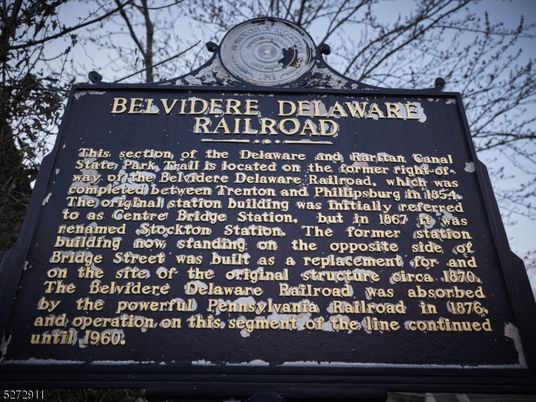 BELVIDERE DELAWARE
RAILROAD
This section of the Delaware and Raritan Canal
State Park Trail is located on the former right-of-
way of the Belvidere Delaware Railroad, which was
completed between Trenton and Phillipsburg in 1854.
The original station building was initially referred
to as Centre Bridge Station, but in 1867 it was
renamed Stockton Station. The former station
building now standing on the opposite side of
Bridge Street was built as a replacement for and
on the site of the original structure circa 1870.
The Belvidere Delaware Railroad was absorbed
by the powerful Pennsylvania Railroad in 1876,
and operation on this segment of the line continued
until 1960.
5272911